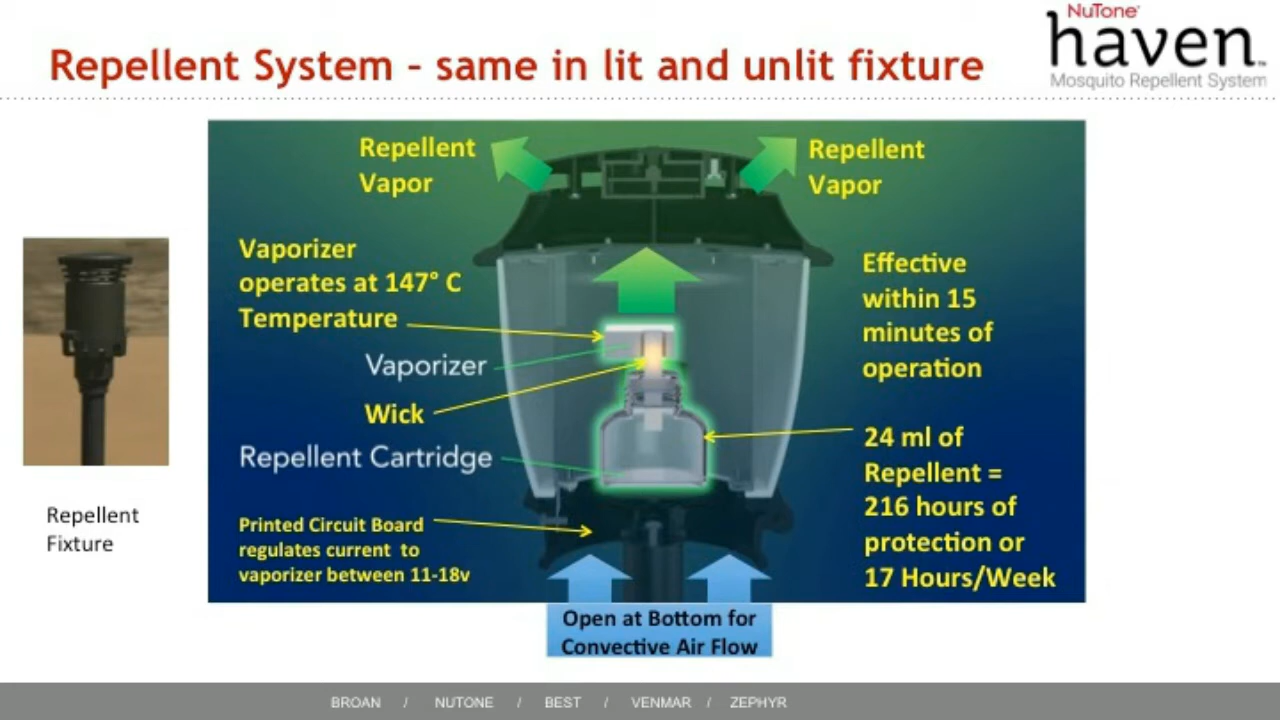 Repellent System – same in lit and unlit fixture
NuTone®
haven™
Mosquito Repellent System
Repellent
Vapor
Repellent
Vapor
Vaporizer
operates at 147° C
Temperature
Vaporizer
Wick
Repellent Cartridge
Printed Circuit Board
regulates current to
vaporizer between 11-18v
Effective
within 15
minutes of
operation
24 ml of
Repellent =
216 hours of
protection or
17 Hours/Week
Repellent
Fixture
Open at Bottom for
Convective Air Flow
BROAN / NUTONE / BEST / VENMAR / ZEPHYR